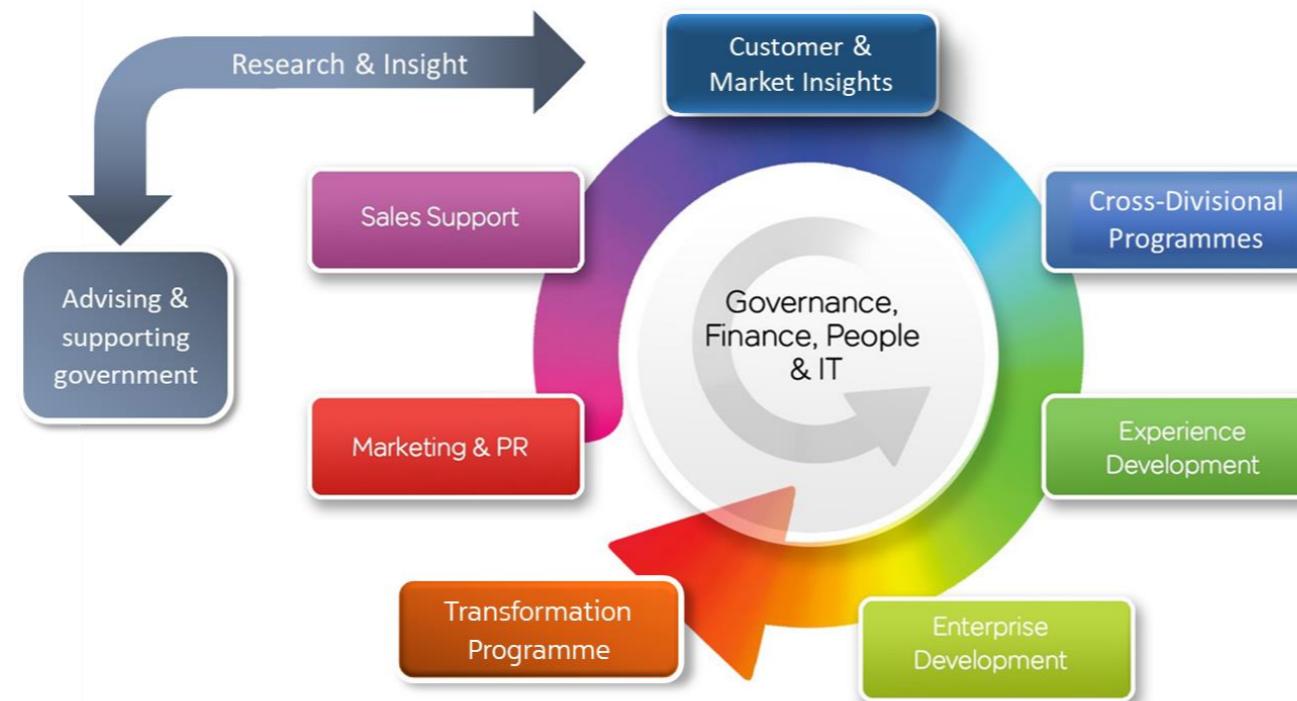 Research & Insight
Customer &
Market Insights
Sales Support
Cross-Divisional
Programmes
Advising &
supporting
government
Governance,
Finance, People
& IT
Marketing & PR
Experience
Development
Transformation
Programme
Enterprise
Development